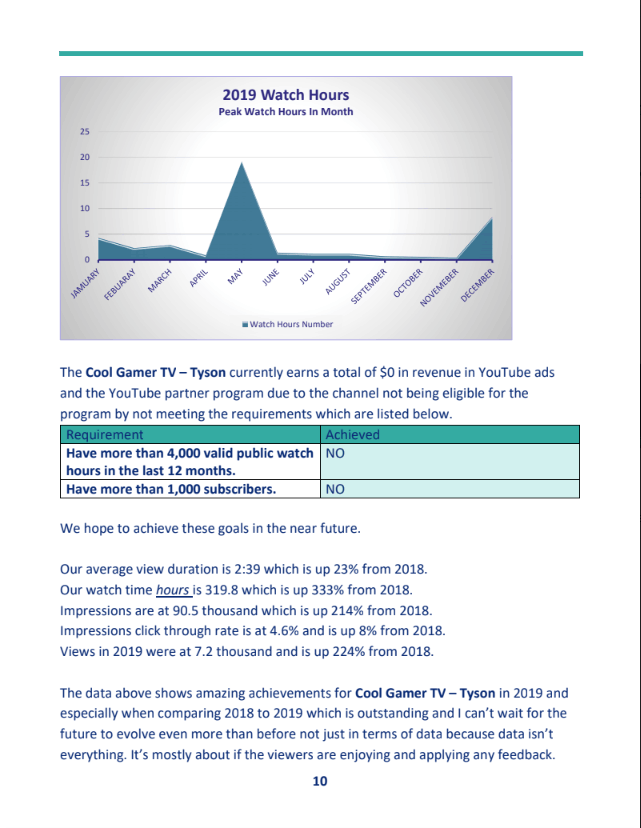 2019 Watch Hours
Peak Watch Hours In Month
25
20
15
10
5
0
JAMUARY
FEBUARAY
MARCH
APRIL
MAY
JUNE
JULY
AUGUST
SEPTEMBER
OCTOBER
NOVEMEBER
DECEMBER
Watch Hours Number
The Cool Gamer TV – Tyson currently earns a total of $0 in revenue in YouTube ads
and the YouTube partner program due to the channel not being eligible for the
program by not meeting the requirements which are listed below.
Requirement Achieved
Have more than 4,000 valid public watch NO
hours in the last 12 months.
Have more than 1,000 subscribers. NO
We hope to achieve these goals in the near future.
Our average view duration is 2:39 which is up 23% from 2018.
Our watch time hours is 319.8 which is up 333% from 2018.
Impressions are at 90.5 thousand which is up 214% from 2018.
Impressions click through rate is at 4.6% and is up 8% from 2018.
Views in 2019 were at 7.2 thousand and is up 224% from 2018.
The data above shows amazing achievements for Cool Gamer TV – Tyson in 2019 and
especially when comparing 2018 to 2019 which is outstanding and I can’t wait for the
future to evolve even more than before not just in terms of data because data isn’t
everything. It’s mostly about if the viewers are enjoying and applying any feedback.
10